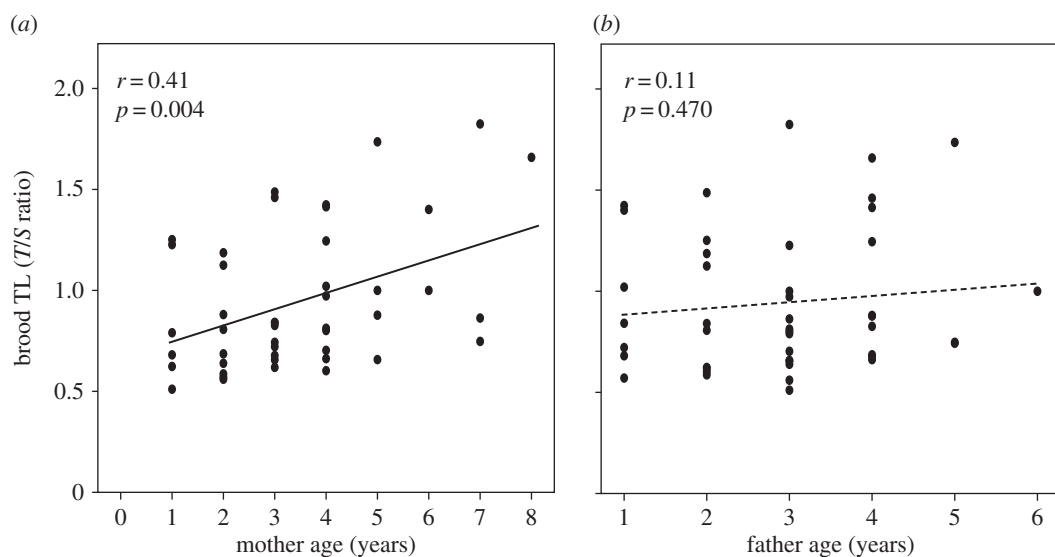 (a)
(b)
r = 0.41
p = 0.004
r = 0.11
p = 0.470
2.0
1.5
1.0
0.5
0
brood TL (T/S ratio)
0 1 2 3 4 5 6 7 8
mother age (years)
1 2 3 4 5 6
father age (years)